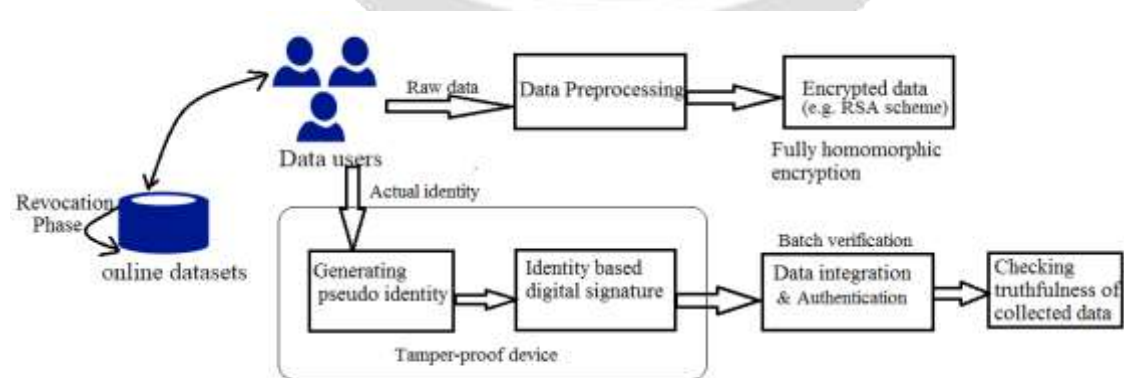 Raw data
Data Preprocessing
Encrypted data
(e.g. RSA scheme)
Fully homomorphic
encryption
Data users
Actual identity
Revocation
Phase
online datasets
Generating
pseudo identity
Identity based
digital signature
Tamper-proof device
Batch verification
Data integration
& Authentication
Checking
truthfulness of
collected data